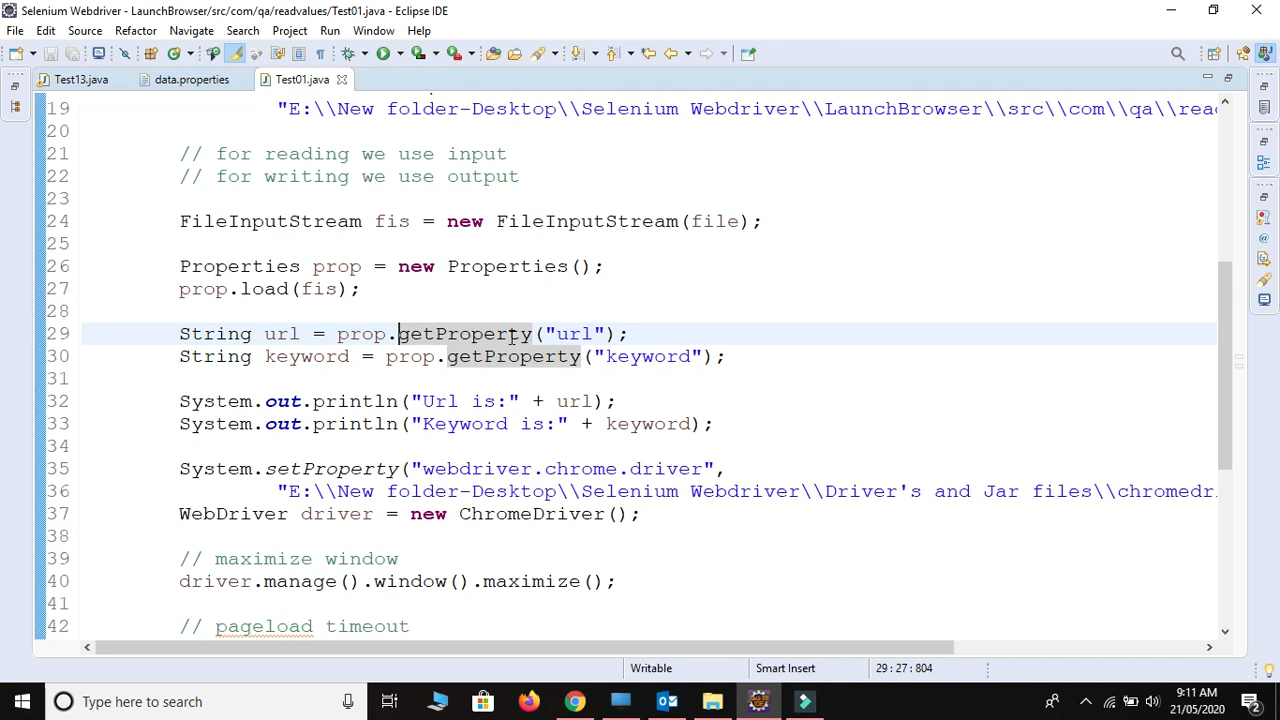 Selenium Webdriver - LaunchBrowser/src/com/qa/readvalues/Test01.java - Eclipse IDE
File Edit Source Refactor Navigate Search Project Run Window Help
Test13.java data.properties Test01.java
19 "E:\\New folder-Desktop\\Selenium Webdriver\\LaunchBrowser\\src\\com\\qa\\rea
20
21 // for reading we use input
22 // for writing we use output
23
24 FileInputStream fis = new FileInputStream(file);
25
26 Properties prop = new Properties();
27 prop.load(fis);
28
29 String url = prop.getProperty("url");
30 String keyword = prop.getProperty("keyword");
31
32 System.out.println("Url is:" + url);
33 System.out.println("Keyword is:" + keyword);
34
35 System.setProperty("webdriver.chrome.driver",
36 "E:\\New folder-Desktop\\Selenium Webdriver\\Driver's and Jar files\\chromedr
37 WebDriver driver = new ChromeDriver();
38
39 // maximize window
40 driver.manage().window().maximize();
41
42 // pageload timeout
Writable Smart Insert 29 : 27 : 804
Type here to search
9:11 AM
21/05/2020
2